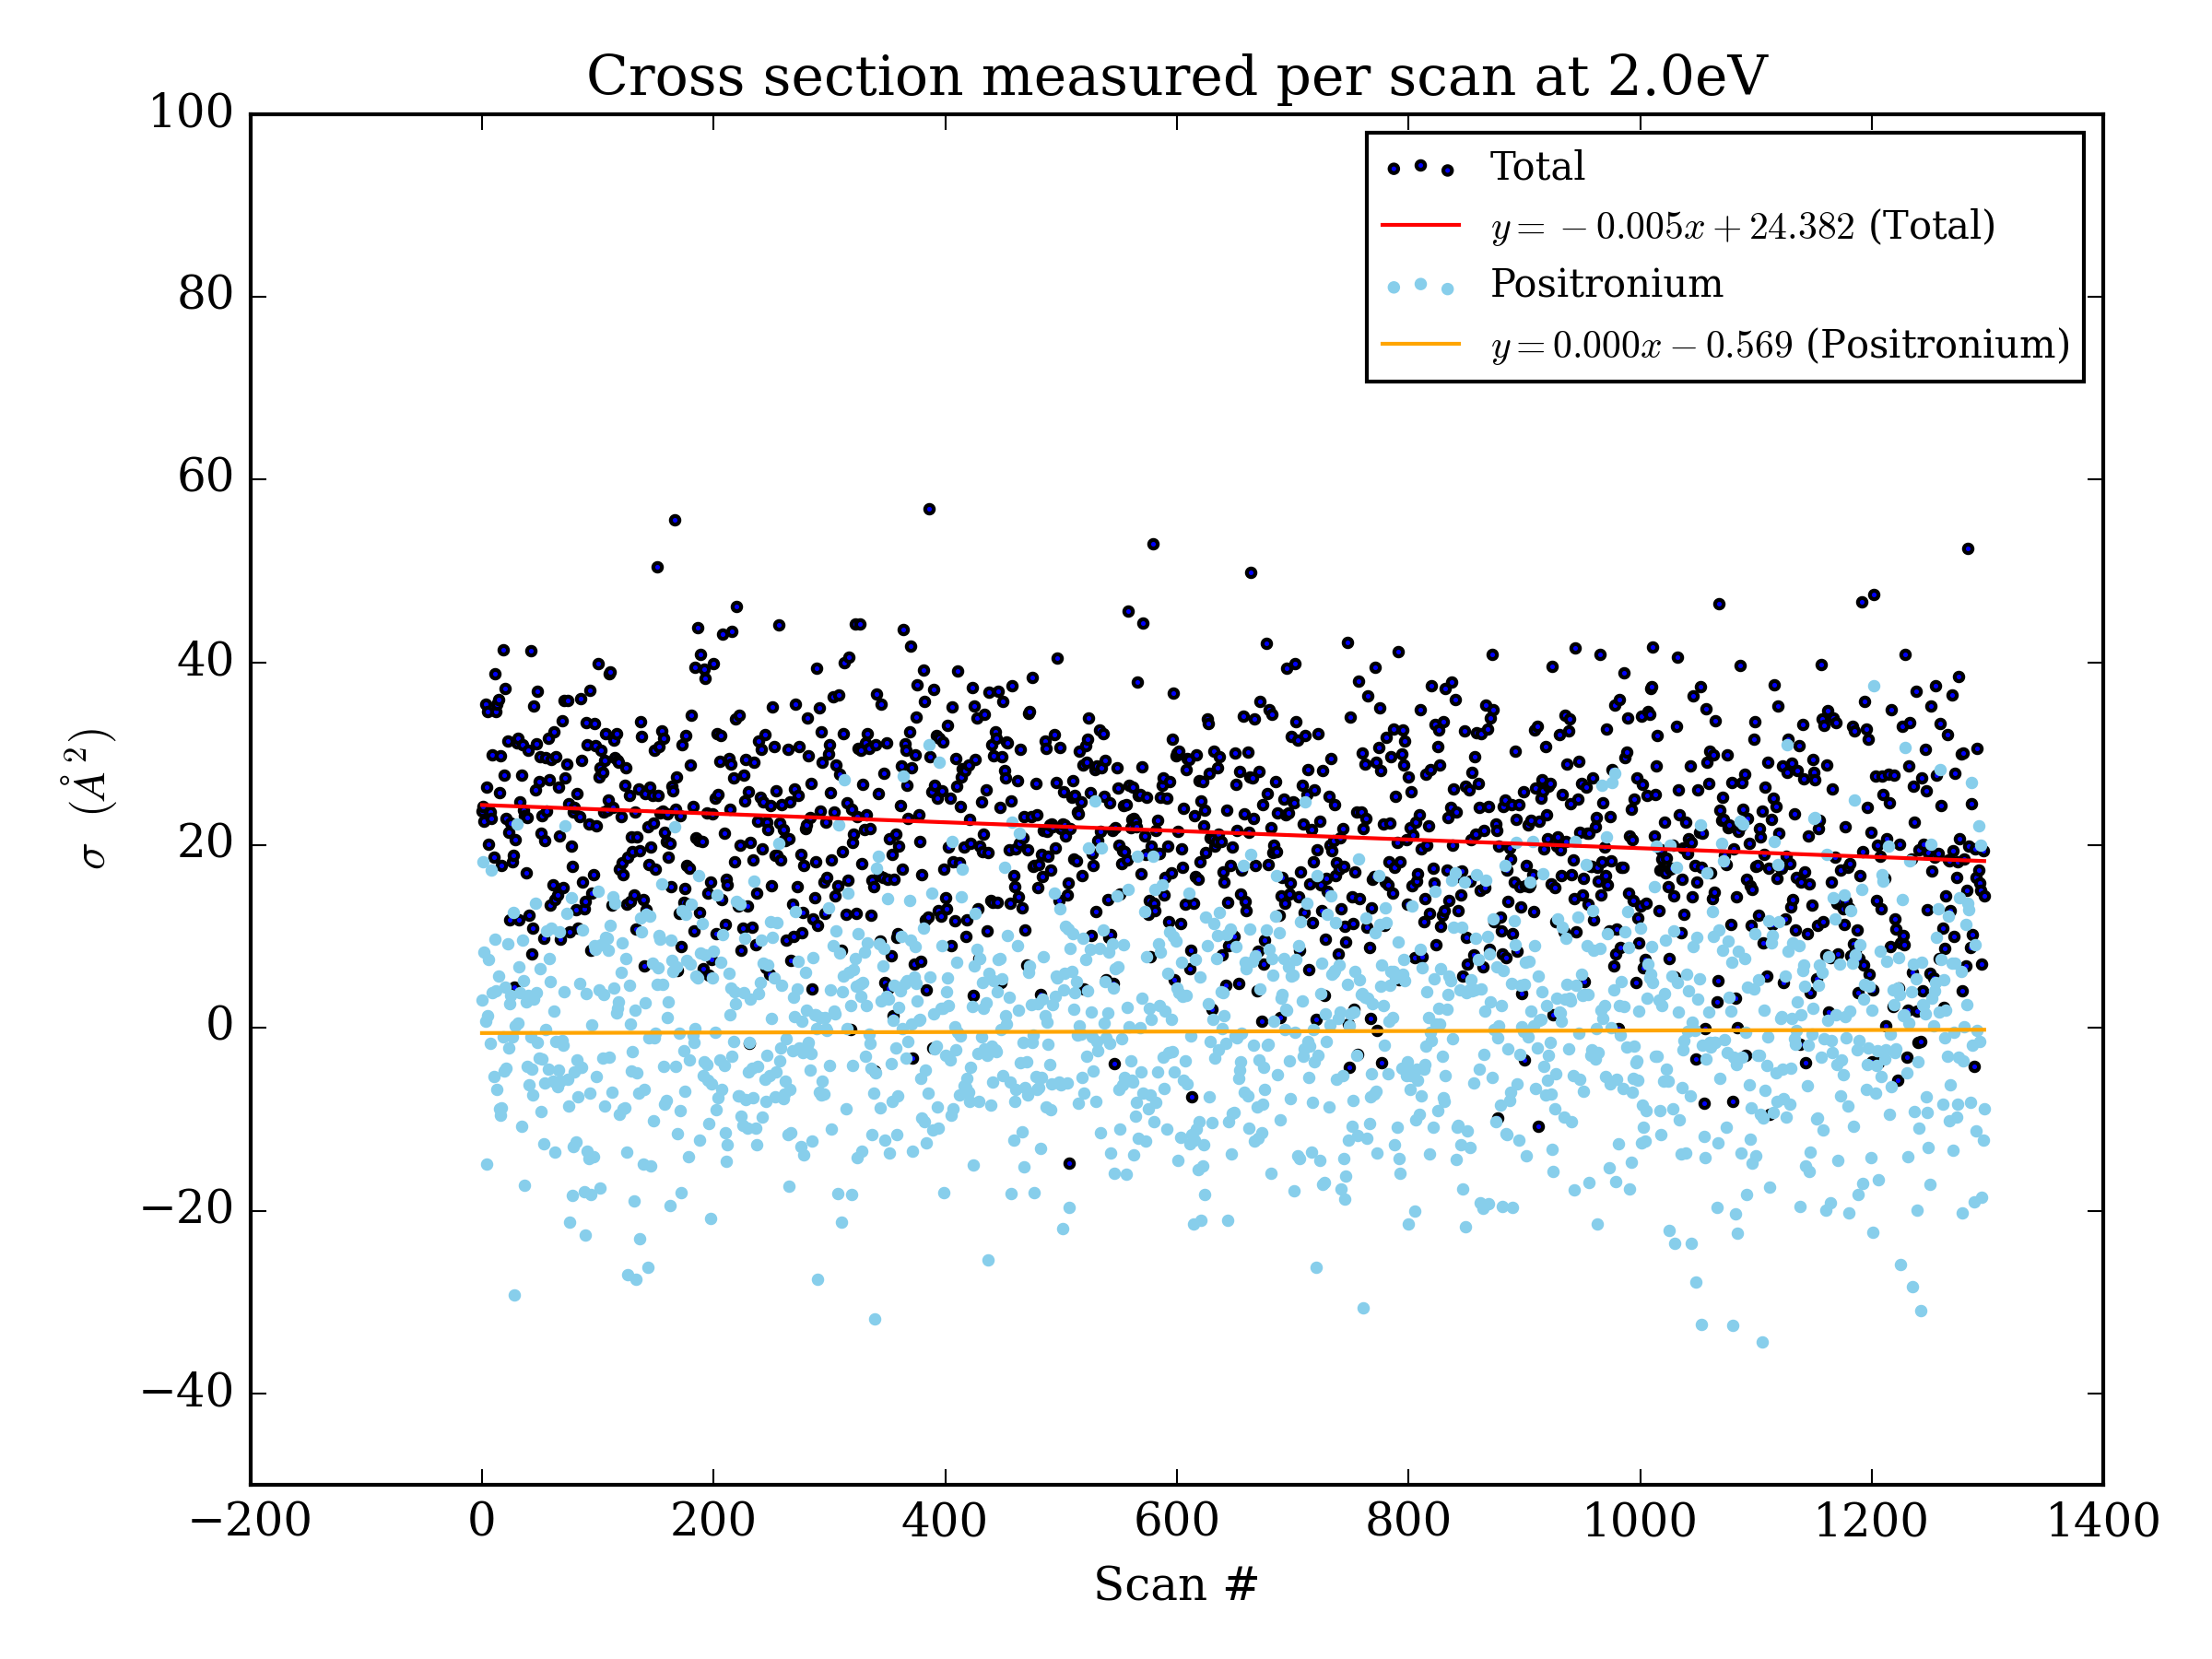 Cross section measured per scan at 2.0eV
100
80
60
40
20
0
−20
−40
σ (Å²)
Total
y = −0.005x + 24.382 (Total)
Positronium
y = 0.000x − 0.569 (Positronium)
−200 0 200 400 600 800 1000 1200 1400
Scan #